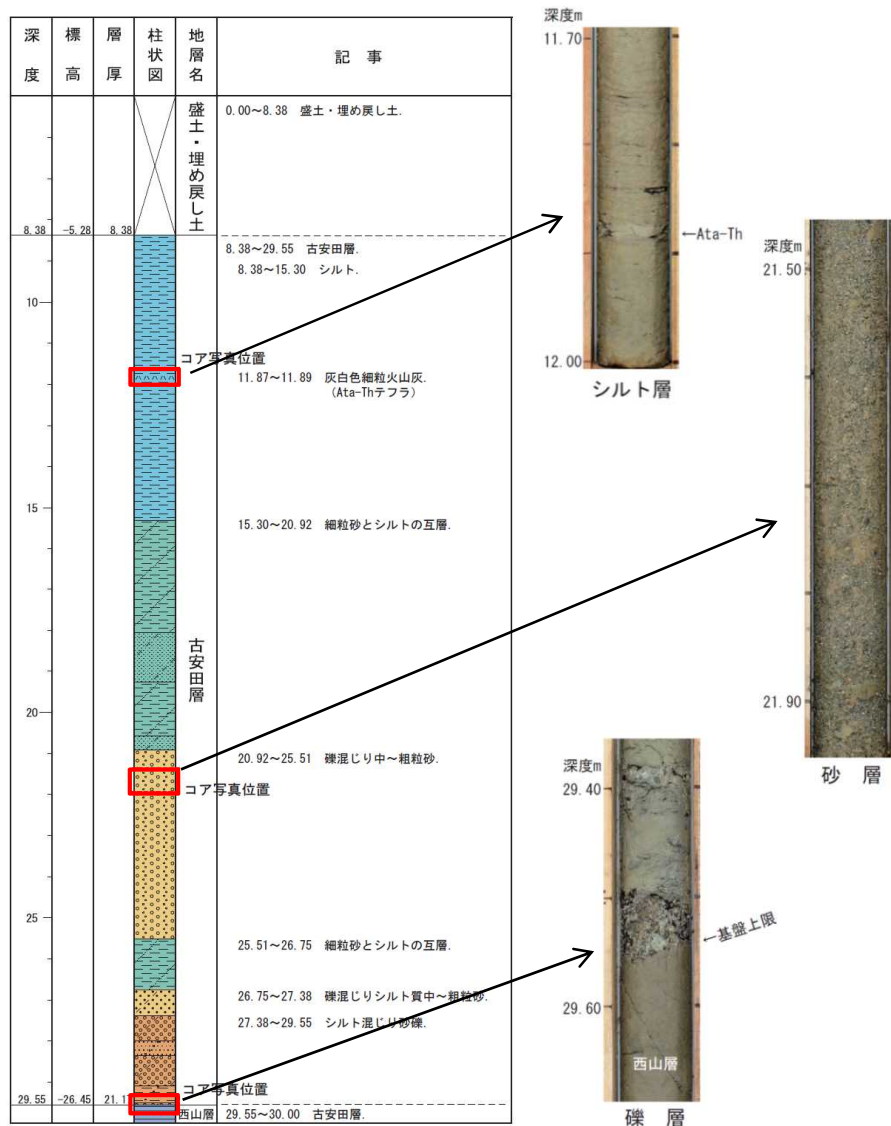 深度
標高
層厚
柱状図
地層名
記 事
盛土・埋め戻し土
0.00～8.38 盛土・埋め戻し土.
8.38 -5.28 8.38
8.38～29.55 古安田層.
8.38～15.30 シルト.
10
コア写真位置
11.87～11.89 灰白色細粒火山灰.
(Ata-Thテフラ)
15
15.30～20.92 細粒砂とシルトの互層.
古安田層
20
20.92～25.51 礫混じり中～粗粒砂.
コア写真位置
25
25.51～26.75 細粒砂とシルトの互層.
26.75～27.38 礫混じりシルト質中～粗粒砂.
27.38～29.55 シルト混じり砂礫.
コア写真位置
29.55 -26.45 21.1
西山層 29.55～30.00 古安田層.
深度m
11.70
←Ata-Th
12.00
シルト層
深度m
21.50
21.90
砂 層
深度m
29.40
←基盤上限
29.60
西山層
礫 層